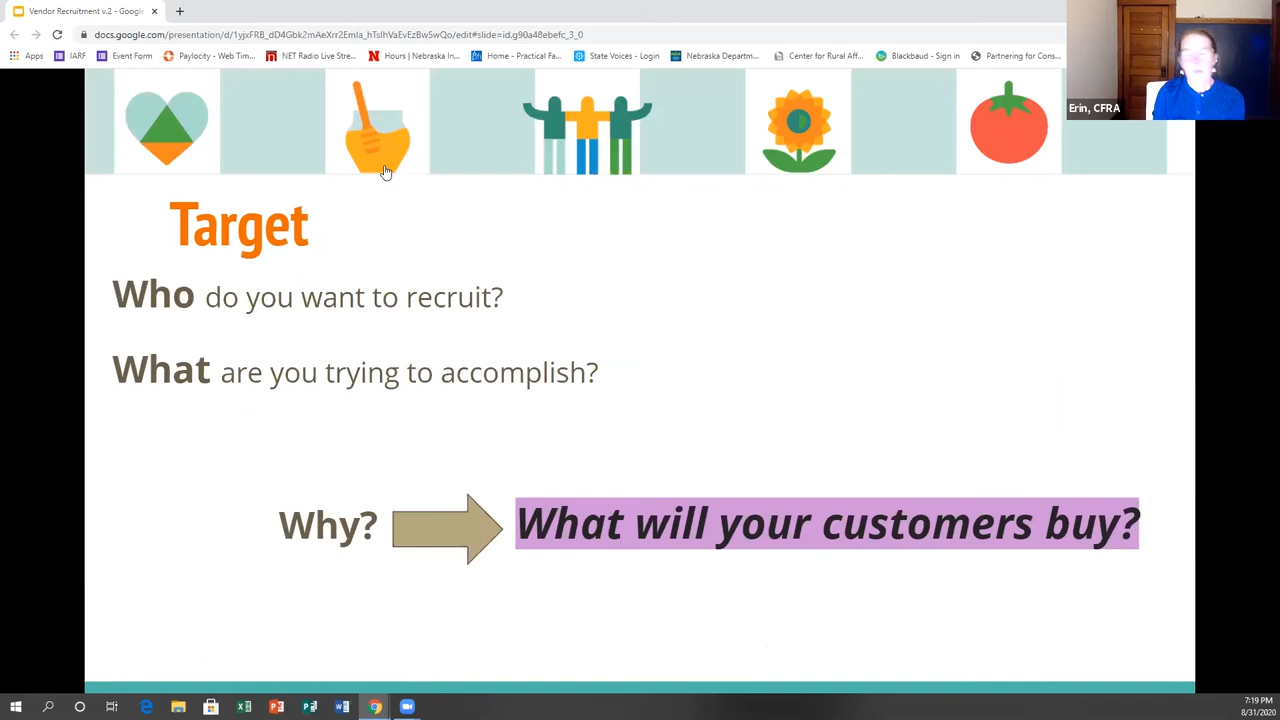 Vendor Recruitment v.2 - Googl
docs.google.com/presentation/d/1yjxFRB_dD4Gbk2mAeXrr2Emla_hTsIhVaEvEzBw5wQo/edit#slide=id.g90a48ebefc_3_0
Apps IARF Event Form Paylocity - Web Tim... NET Radio Live Stre... Hours | Nebraska In... Home - Practical Fa... State Voices - Login Nebraska Departm... Center for Rural Aff... Blackbaud - Sign in Partnering for Cons...
Erin, CFRA
Target
Who do you want to recruit?
What are you trying to accomplish?
Why? What will your customers buy?
7:19 PM
8/31/2020